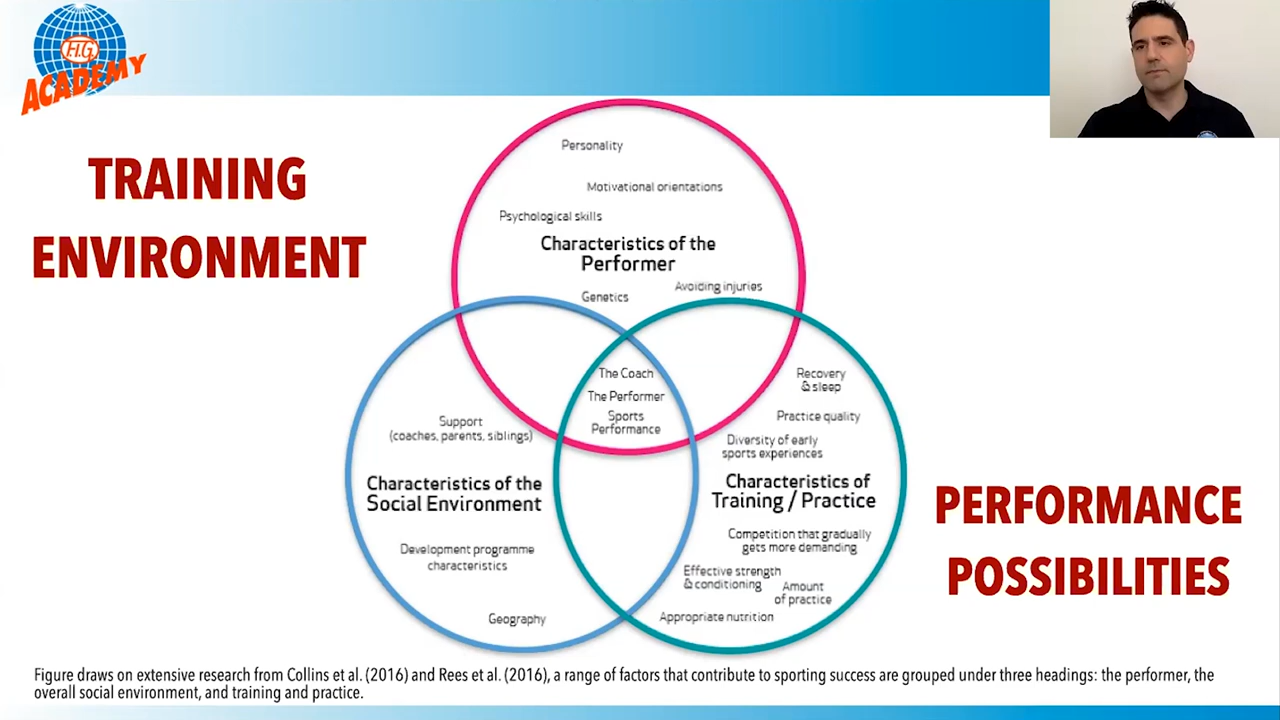 F.I.G.
ACADEMY
TRAINING
ENVIRONMENT
Personality
Motivational orientations
Psychological skills
Characteristics of the
Performer
Genetics
Avoiding injuries
The Coach
The Performer
Sports
Performance
Support
(coaches, parents, siblings)
Characteristics of the
Social Environment
Development programme
characteristics
Geography
Recovery
& sleep
Practice quality
Diversity of early
sports experiences
Characteristics of
Training / Practice
Competition that gradually
gets more demanding
Effective strength
& conditioning
Amount
of practice
Appropriate nutrition
PERFORMANCE
POSSIBILITIES
Figure draws on extensive research from Collins et al. (2016) and Rees et al. (2016), a range of factors that contribute to sporting success are grouped under three headings: the performer, the
overall social environment, and training and practice.